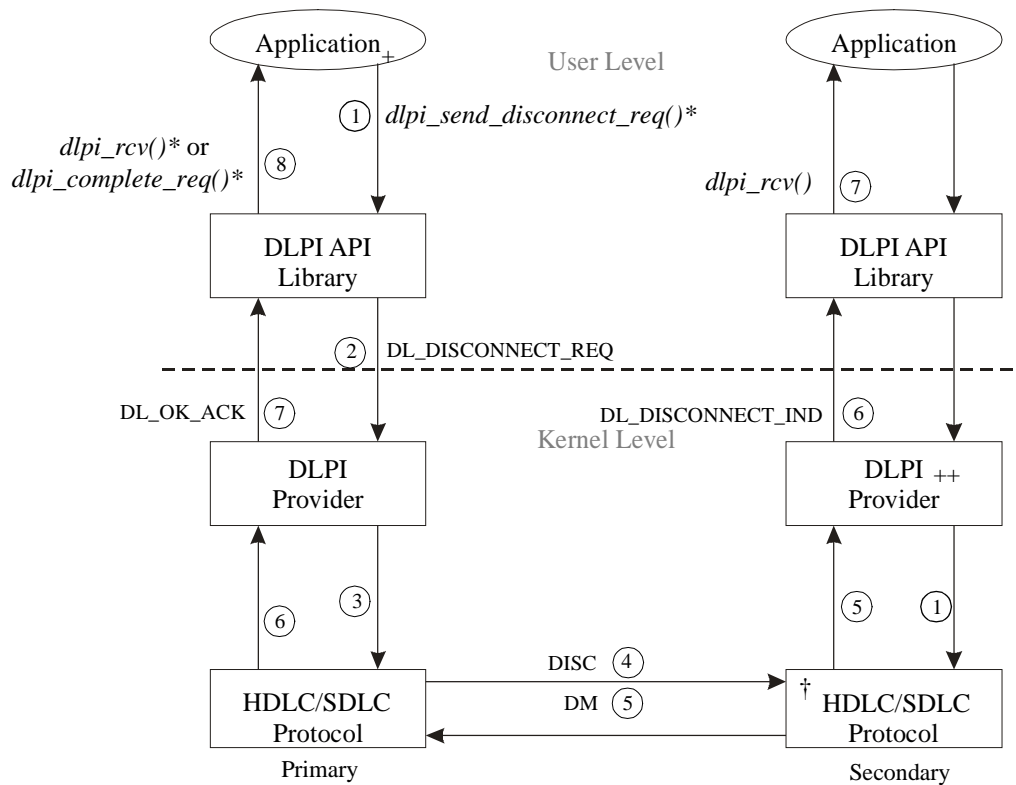 Application
+
User Level
Application
1
dlpi_send_disconnect_req()*
dlpi_rcv()* or
dlpi_complete_req()*
8
dlpi_rcv()
7
DLPI API
Library
DLPI API
Library
2
DL_DISCONNECT_REQ
DL_OK_ACK
7
DL_DISCONNECT_IND
6
Kernel Level
DLPI
Provider
DLPI ++
Provider
6
3
5
1
DISC
4
DM
5
HDLC/SDLC
Protocol
† HDLC/SDLC
Protocol
Primary
Secondary